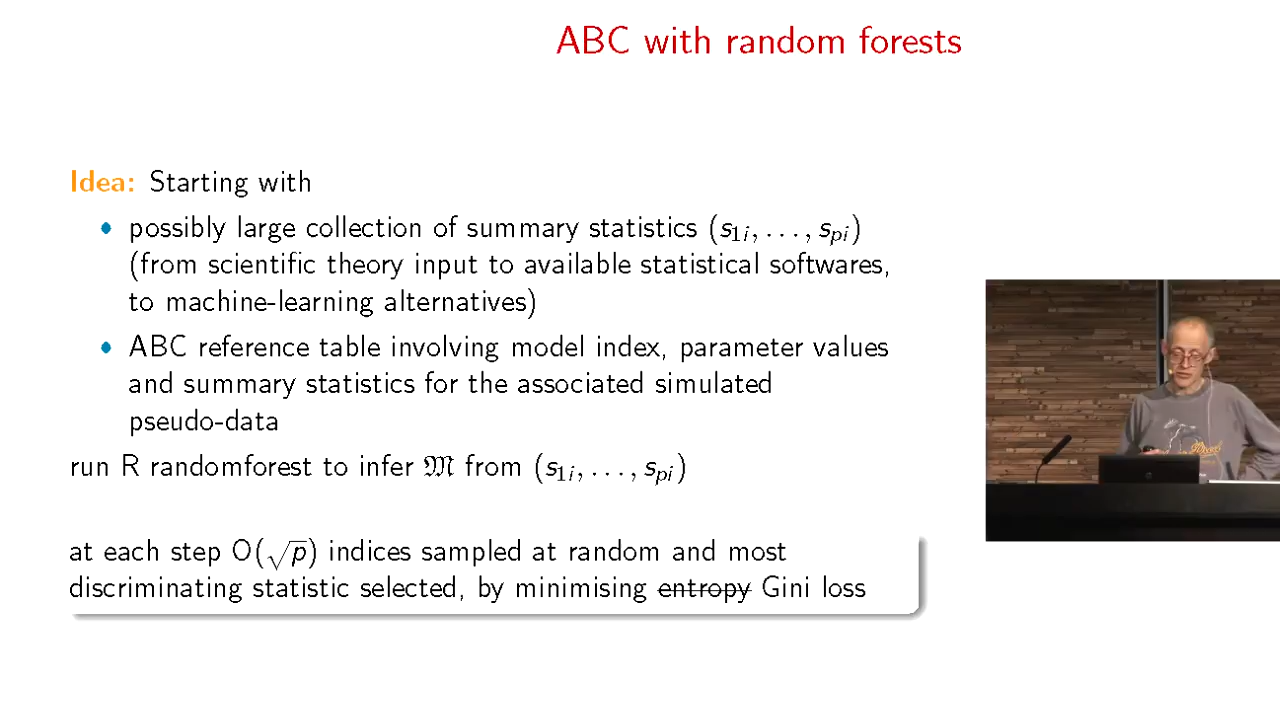 ABC with random forests
Idea: Starting with
• possibly large collection of summary statistics (s1i, . . . , spi)
(from scientific theory input to available statistical softwares,
to machine-learning alternatives)
• ABC reference table involving model index, parameter values
and summary statistics for the associated simulated
pseudo-data
run R randomforest to infer 𝔐 from (s1i, . . . , spi)
at each step O(√p) indices sampled at random and most
discriminating statistic selected, by minimising entropy Gini loss